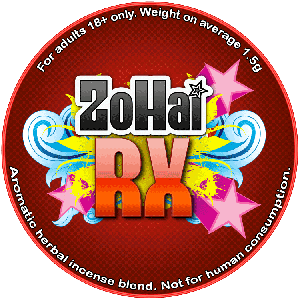 For adults 18+ only. Weight on average 1.5g
ZoHai
RX
Aromatic herbal incense blend. Not for human consumption.